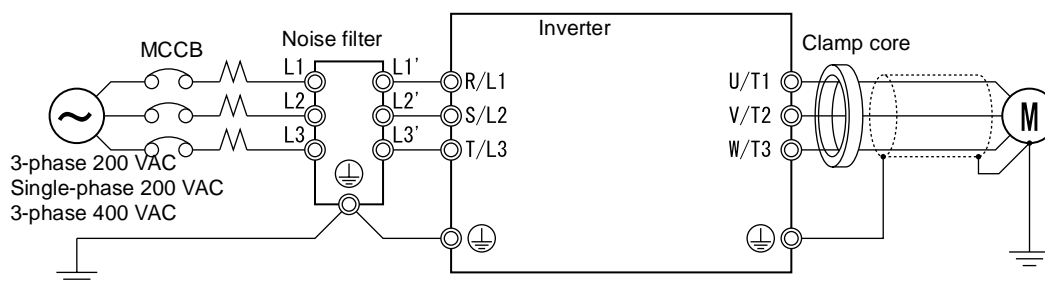 MCCB
Noise filter
Inverter
Clamp core
L1
L1'
R/L1
U/T1
L2
L2'
S/L2
V/T2
M
L3
L3'
T/L3
W/T3
3-phase 200 VAC
Single-phase 200 VAC
3-phase 400 VAC